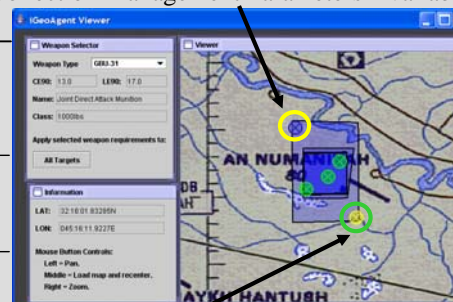 IGeoAgent Viewer
Weapon Selector
Weapon Type GBU-31
CE90: 13.0 LE90: 17.0
Name: Joint Direct Attack Munition
Class: 1000lbs
Apply selected weapon requirements to:
All Targets
Information
LAT: 32:16:01.83285N
LON: 045:16:11.9227E
Mouse Button Controls:
Left = Pan.
Middle = Load map and recenter.
Right = Zoom.
Viewer
AN NUMANIYAH
80
HANTUSH